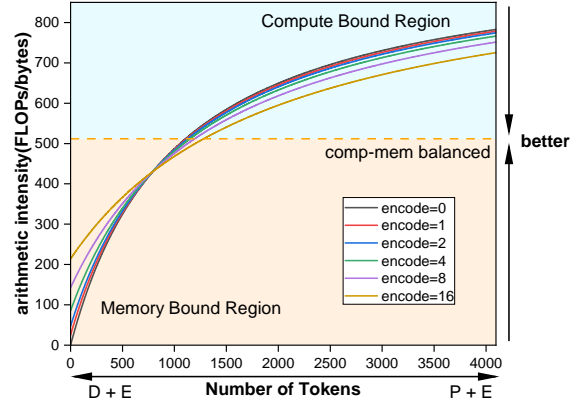 Compute Bound Region
800
700
600
500
400
300
200
100
0
arithmetic intensity(FLOPs/bytes)
comp-mem balanced
better
encode=0
encode=1
encode=2
encode=4
encode=8
encode=16
Memory Bound Region
0 500 1000 1500 2000 2500 3000 3500 4000
D + E Number of Tokens P + E